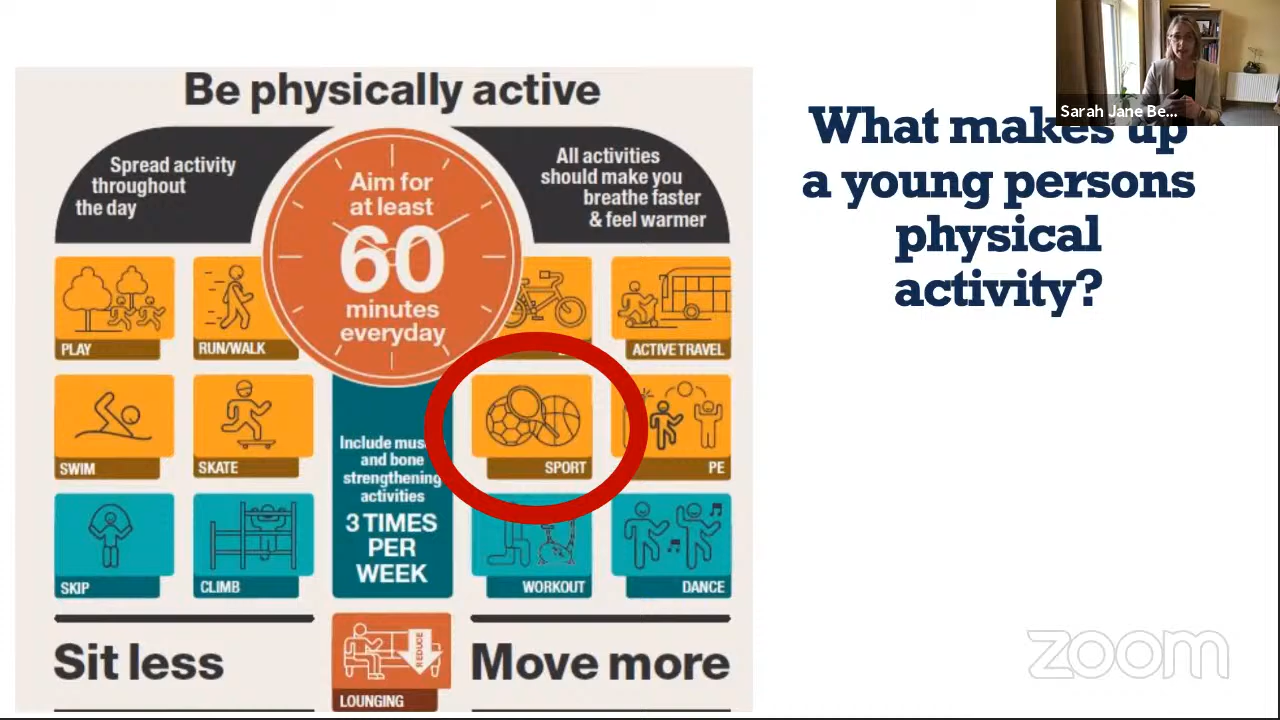 Be physically active
Spread activity
throughout
the day
Aim for
at least
60
minutes
everyday
All activities
should make you
breathe faster
& feel warmer
PLAY
RUN/WALK
ACTIVE TRAVEL
SWIM
SKATE
Include
and bone
strengthening
activities
3 TIMES
PER
WEEK
SPORT
PE
SKIP
CLIMB
WORKOUT
DANCE
Sit less
REDUCE
LOUNGING
Move more
What makes up
a young persons
physical
activity?
Sarah Jane Be...
zoom